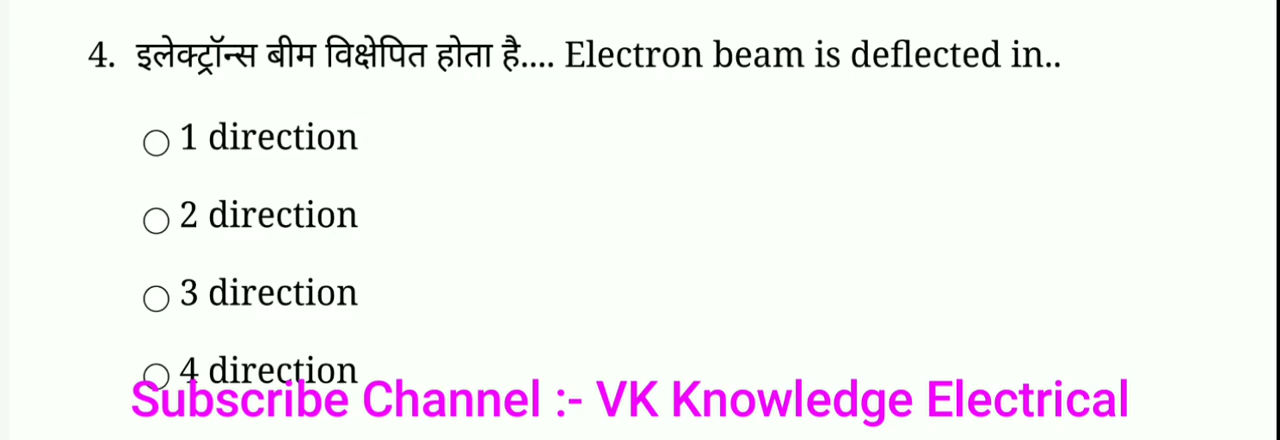 4. इलेक्ट्रॉन्स बीम विक्षेपित होता है.... Electron beam is deflected in..
1 direction
2 direction
3 direction
4 direction
Subscribe Channel :- VK Knowledge Electrical